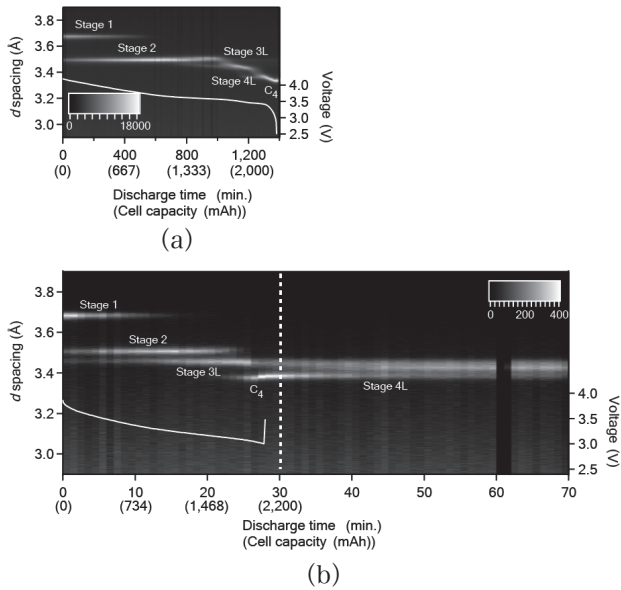 3.8
3.6
3.4
3.2
3.0
d spacing (Å)
Stage 1
Stage 2
Stage 3L
Stage 4L
C4
0 18000
4.0
3.5
3.0
2.5
Voltage (V)
0 400 800 1,200
(0) (667) (1,333) (2,000)
Discharge time (min.)
(Cell capacity (mAh))
(a)
3.8
3.6
3.4
3.2
3.0
d spacing (Å)
Stage 1
Stage 2
Stage 3L
C4
Stage 4L
0 200 400
4.0
3.5
3.0
2.5
Voltage (V)
0 10 20 30 40 50 60 70
(0) (734) (1,468) (2,200)
Discharge time (min.)
(Cell capacity (mAh))
(b)